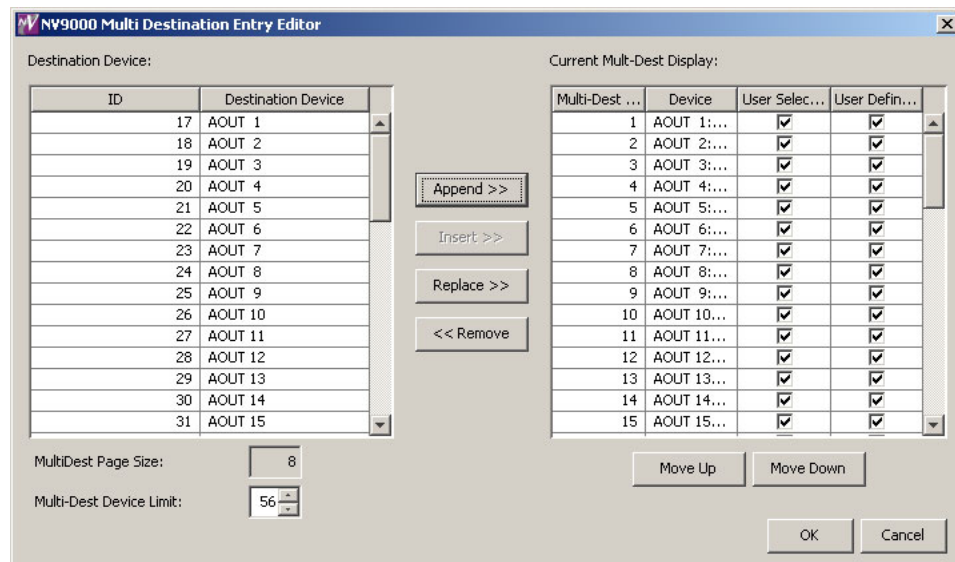 NV9000 Multi Destination Entry Editor
Destination Device:
ID Destination Device
17 AOUT 1
18 AOUT 2
19 AOUT 3
20 AOUT 4
21 AOUT 5
22 AOUT 6
23 AOUT 7
24 AOUT 8
25 AOUT 9
26 AOUT 10
27 AOUT 11
28 AOUT 12
29 AOUT 13
30 AOUT 14
31 AOUT 15
MultiDest Page Size: 8
Multi-Dest Device Limit: 56
Append >>
Insert >>
Replace >>
<< Remove
Current Mult-Dest Display:
Multi-Dest ... Device User Selec... User Defin...
1 AOUT 1:...
2 AOUT 2:...
3 AOUT 3:...
4 AOUT 4:...
5 AOUT 5:...
6 AOUT 6:...
7 AOUT 7:...
8 AOUT 8:...
9 AOUT 9:...
10 AOUT 10...
11 AOUT 11...
12 AOUT 12...
13 AOUT 13...
14 AOUT 14...
15 AOUT 15...
Move Up Move Down
OK Cancel